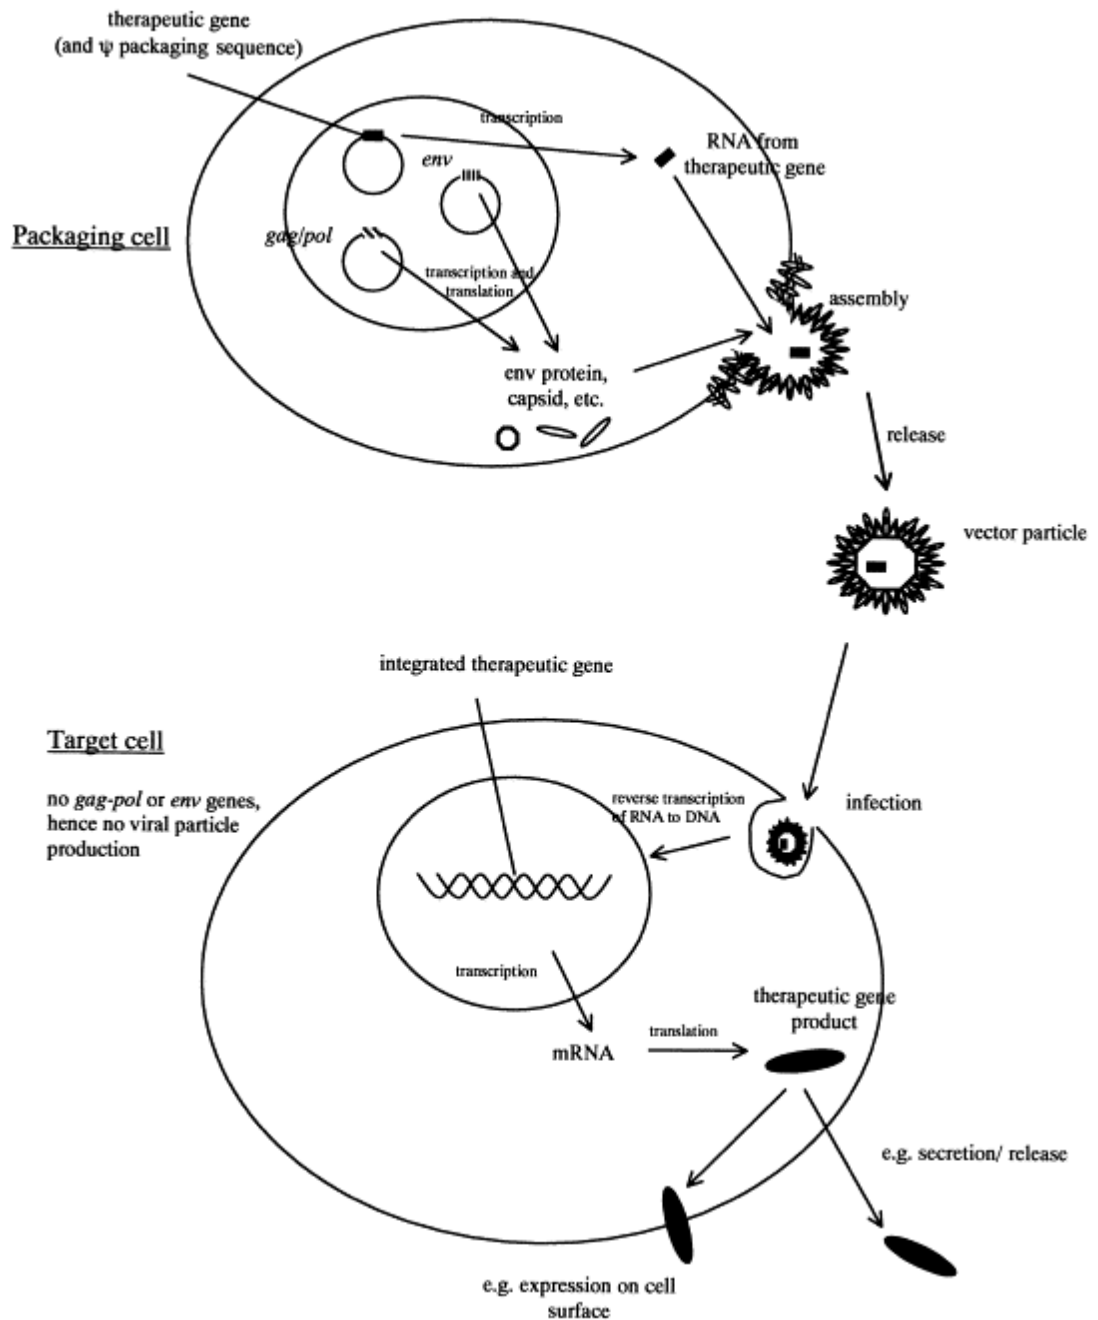 therapeutic gene
(and ψ packaging sequence)
transcription
RNA from
therapeutic gene
env
Packaging cell
gag/pol
transcription and
translation
assembly
env protein,
capsid, etc.
release
vector particle
integrated therapeutic gene
Target cell
no gag-pol or env genes,
hence no viral particle
production
reverse transcription
of RNA to DNA
infection
transcription
therapeutic gene
product
mRNA
translation
e.g. secretion/ release
e.g. expression on cell
surface